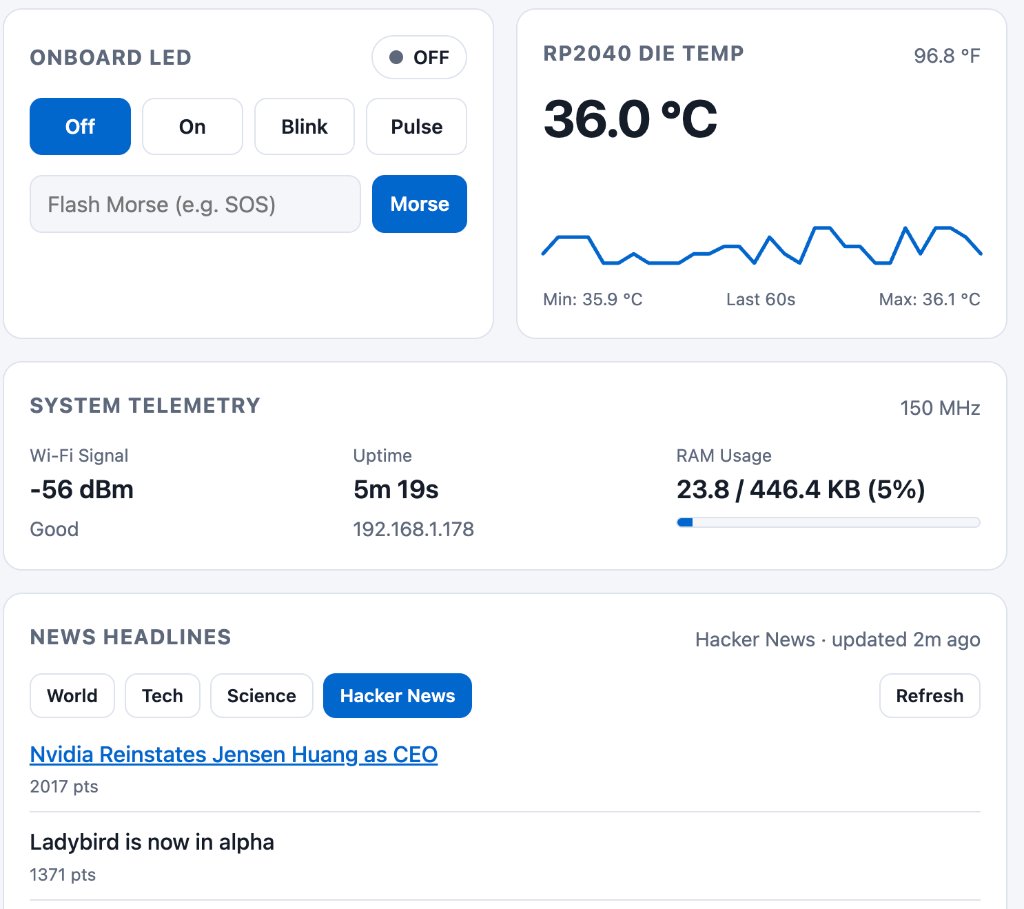 ONBOARD LED
OFF
Off
On
Blink
Pulse
Flash Morse (e.g. SOS)
Morse
RP2040 DIE TEMP
96.8 °F
36.0 °C
Min: 35.9 °C
Last 60s
Max: 36.1 °C
SYSTEM TELEMETRY
150 MHz
Wi-Fi Signal
-56 dBm
Good
Uptime
5m 19s
192.168.1.178
RAM Usage
23.8 / 446.4 KB (5%)
NEWS HEADLINES
Hacker News · updated 2m ago
World
Tech
Science
Hacker News
Refresh
Nvidia Reinstates Jensen Huang as CEO
2017 pts
Ladybird is now in alpha
1371 pts